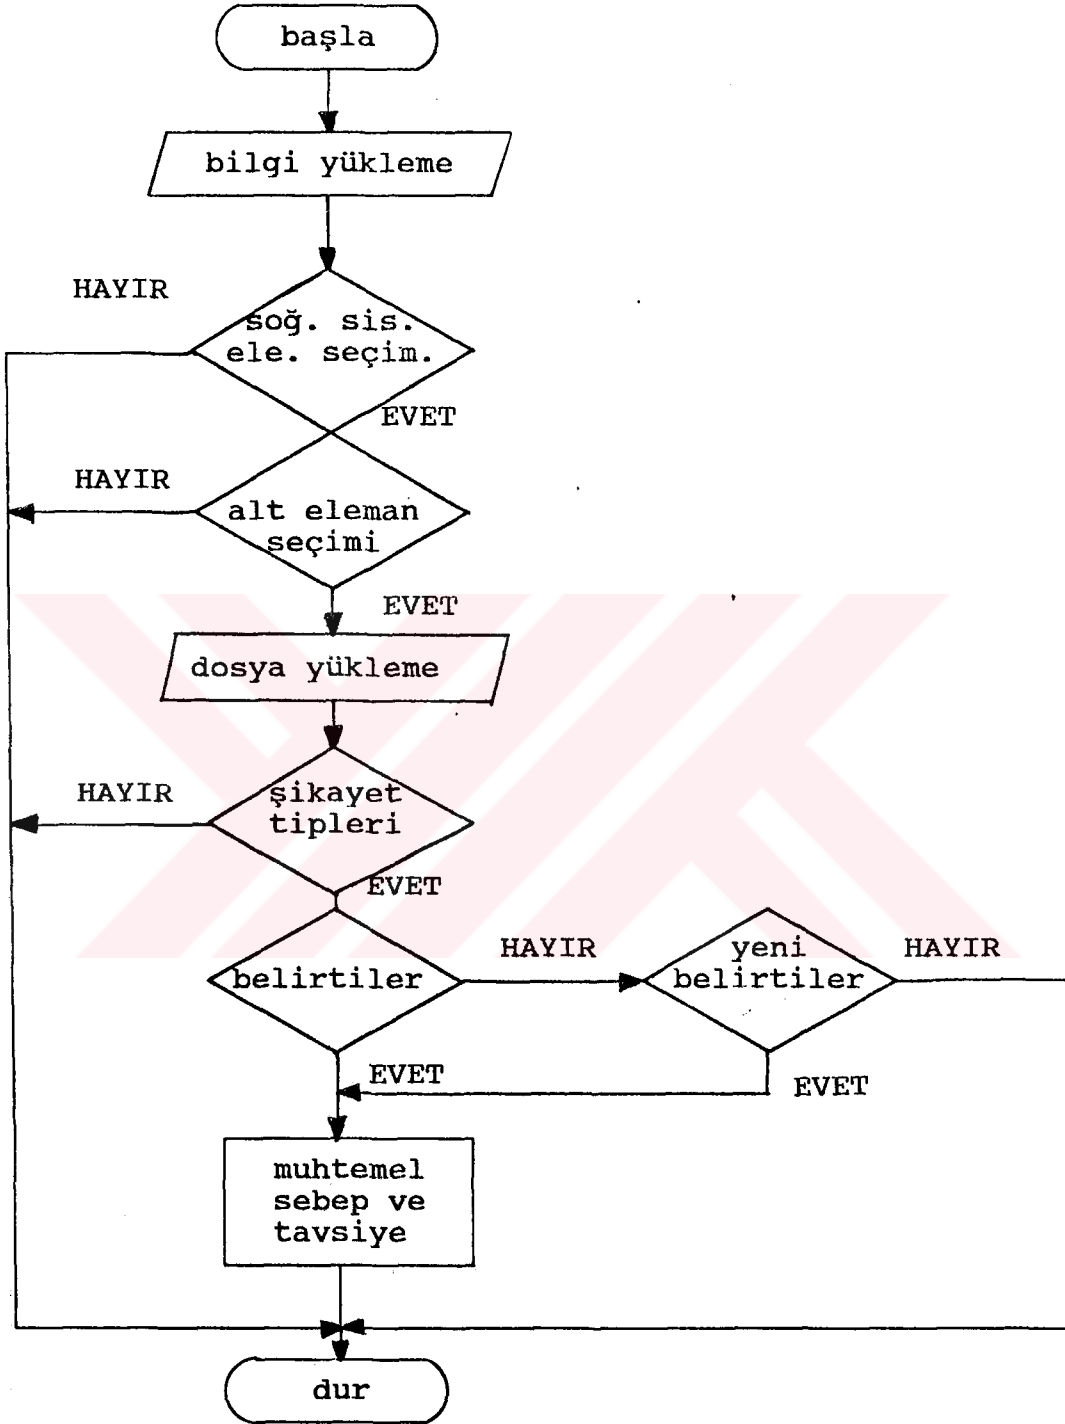 başla
bilgi yükleme
HAYIR
soğ. sis.
ele. seçim.
EVET
HAYIR
alt eleman
seçimi
EVET
dosya yükleme
HAYIR
şikayet
tipleri
EVET
belirtiler
HAYIR
yeni
belirtiler
HAYIR
EVET
EVET
muhtemel
sebep ve
tavsiye
dur